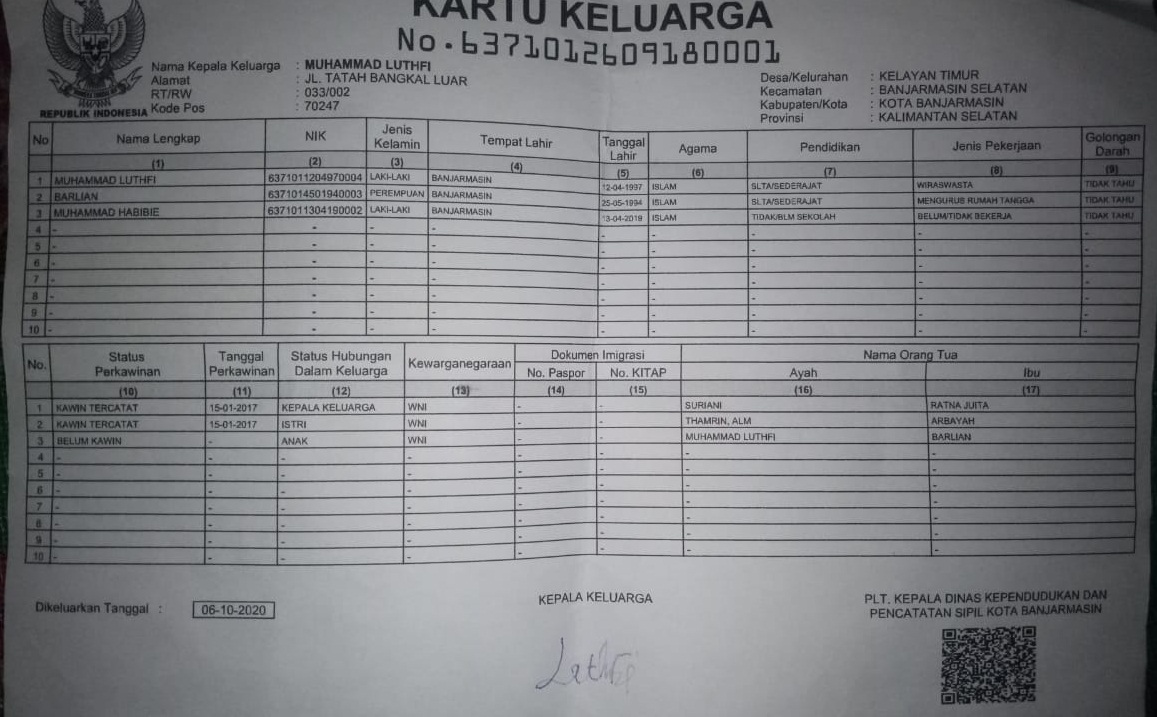 KARTU KELUARGA
No. 6371012609180001
REPUBLIK INDONESIA
Nama Kepala Keluarga : MUHAMMAD LUTHFI
Alamat : JL. TATAH BANGKAL LUAR
RT/RW : 033/002
Kode Pos : 70247
Desa/Kelurahan : KELAYAN TIMUR
Kecamatan : BANJARMASIN SELATAN
Kabupaten/Kota : KOTA BANJARMASIN
Provinsi : KALIMANTAN SELATAN
No Nama Lengkap NIK Jenis Kelamin Tempat Lahir Tanggal Lahir Agama Pendidikan Jenis Pekerjaan Golongan Darah
(1) (2) (3) (4) (5) (6) (7) (8) (9)
1 MUHAMMAD LUTHFI 6371011204970004 LAKI-LAKI BANJARMASIN 12-04-1997 ISLAM SLTA/SEDERAJAT WIRASWASTA TIDAK TAHU
2 BARLIAN 6371014501940003 PEREMPUAN BANJARMASIN 25-05-1994 ISLAM SLTA/SEDERAJAT MENGURUS RUMAH TANGGA TIDAK TAHU
3 MUHAMMAD HABIBIE 6371011304190002 LAKI-LAKI BANJARMASIN 13-04-2019 ISLAM TIDAK/BLM SEKOLAH BELUM/TIDAK BEKERJA TIDAK TAHU
4 - - - - - - - - -
5 - - - - - - - - -
6 - - - - - - - - -
7 - - - - - - - - -
8 - - - - - - - - -
9 - - - - - - - - -
10 - - - - - - - - -
No. Status Perkawinan Tanggal Perkawinan Status Hubungan Dalam Keluarga Kewarganegaraan Dokumen Imigrasi Nama Orang Tua
No. Paspor No. KITAP Ayah Ibu
(10) (11) (12) (13) (14) (15) (16) (17)
1 KAWIN TERCATAT 15-01-2017 KEPALA KELUARGA WNI - - SURIANI RATNA JUITA
2 KAWIN TERCATAT 15-01-2017 ISTRI WNI - - THAMRIN, ALM ARBAYAH
3 BELUM KAWIN - ANAK WNI - - MUHAMMAD LUTHFI BARLIAN
4 - - - - - - - -
5 - - - - - - - -
6 - - - - - - - -
7 - - - - - - - -
8 - - - - - - - -
9 - - - - - - - -
10 - - - - - - - -
Dikeluarkan Tanggal : 06-10-2020
KEPALA KELUARGA
PLT. KEPALA DINAS KEPENDUDUKAN DAN
PENCATATAN SIPIL KOTA BANJARMASIN